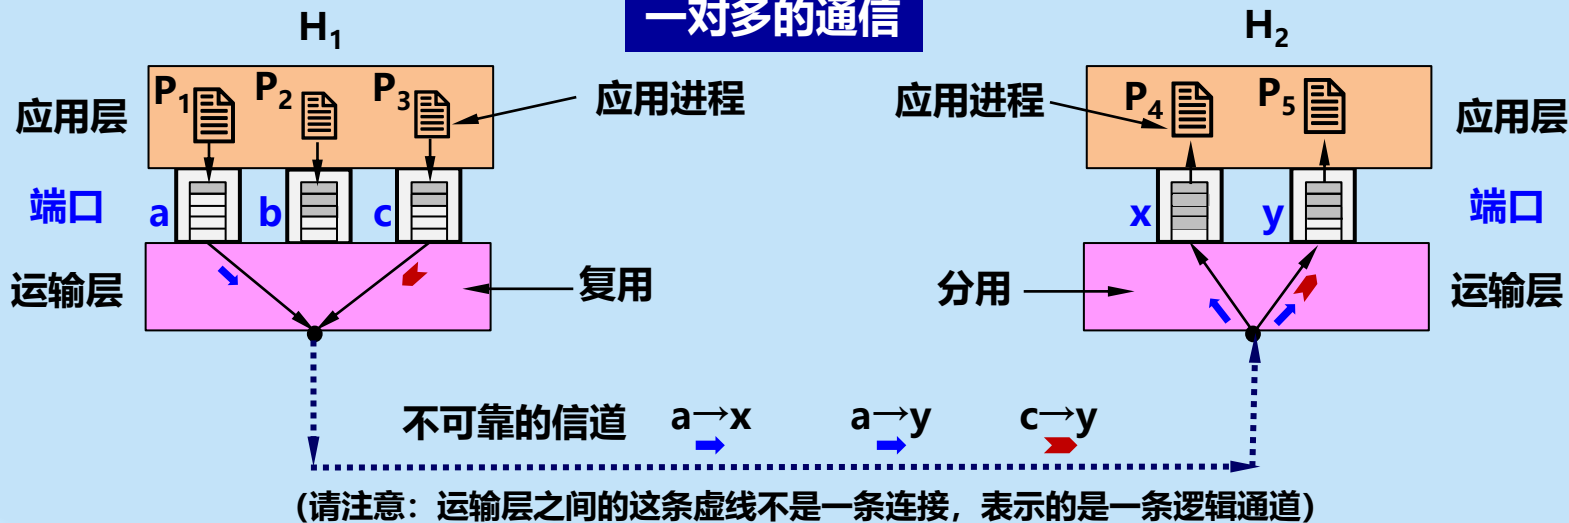 一对多的通信
H₁
H₂
应用层
P₁
P₂
P₃
应用进程
应用进程
P₄
P₅
应用层
端口
a
b
c
x
y
端口
运输层
复用
分用
运输层
不可靠的信道
a→x
a→y
c→y
(请注意：运输层之间的这条虚线不是一条连接，表示的是一条逻辑通道)